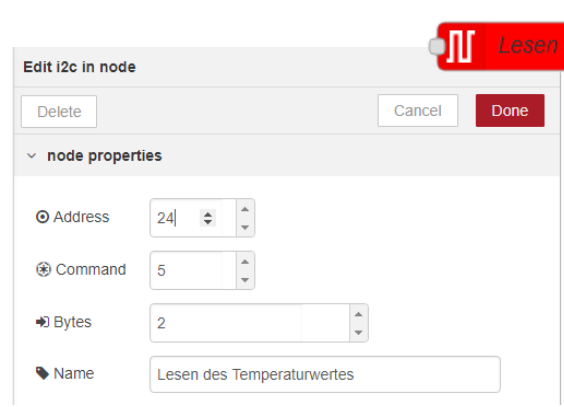 Lesen
Edit i2c in node
Delete Cancel Done
node properties
Address 24
Command 5
Bytes 2
Name Lesen des Temperaturwertes